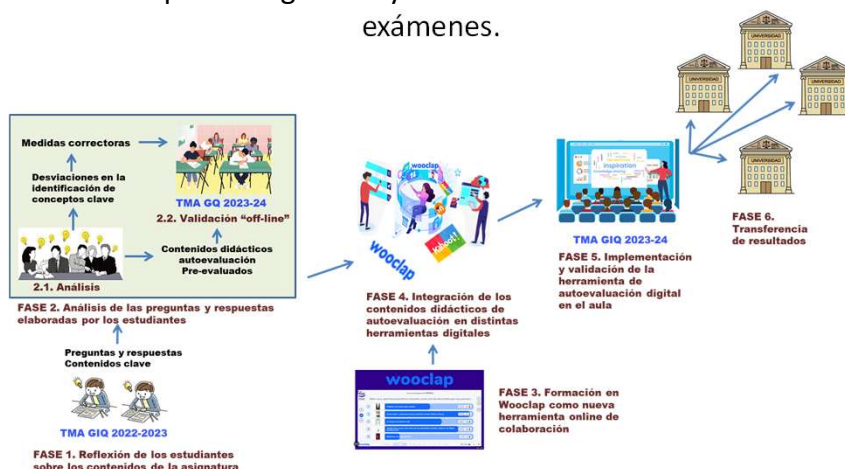 exámenes.
UNIVERSIDAD
UNIVERSIDAD
UNIVERSIDAD
UNIVERSIDAD
Medidas correctoras
Desviaciones en la
identificación de
conceptos clave
TMA GQ 2023-24
2.2. Validación “off-line”
Contenidos didácticos
autoevaluación
Pre-evaluados
2.1. Análisis
FASE 2. Análisis de las preguntas y respuestas
elaboradas por los estudiantes
Preguntas y respuestas
Contenidos clave
TMA GIQ 2022-2023
FASE 1. Reflexión de los estudiantes
sobre los contenidos de la asignatura
wooclap
wooclap
Kahoot!
FASE 4. Integración de los
contenidos didácticos de
autoevaluación en distintas
herramientas digitales
wooclap
FASE 3. Formación en
Wooclap como nueva
herramienta online de
colaboración
inspiration
TMA GIQ 2023-24
FASE 5. Implementación
y validación de la
herramienta de
autoevaluación digital
en el aula
FASE 6.
Transferencia
de resultados